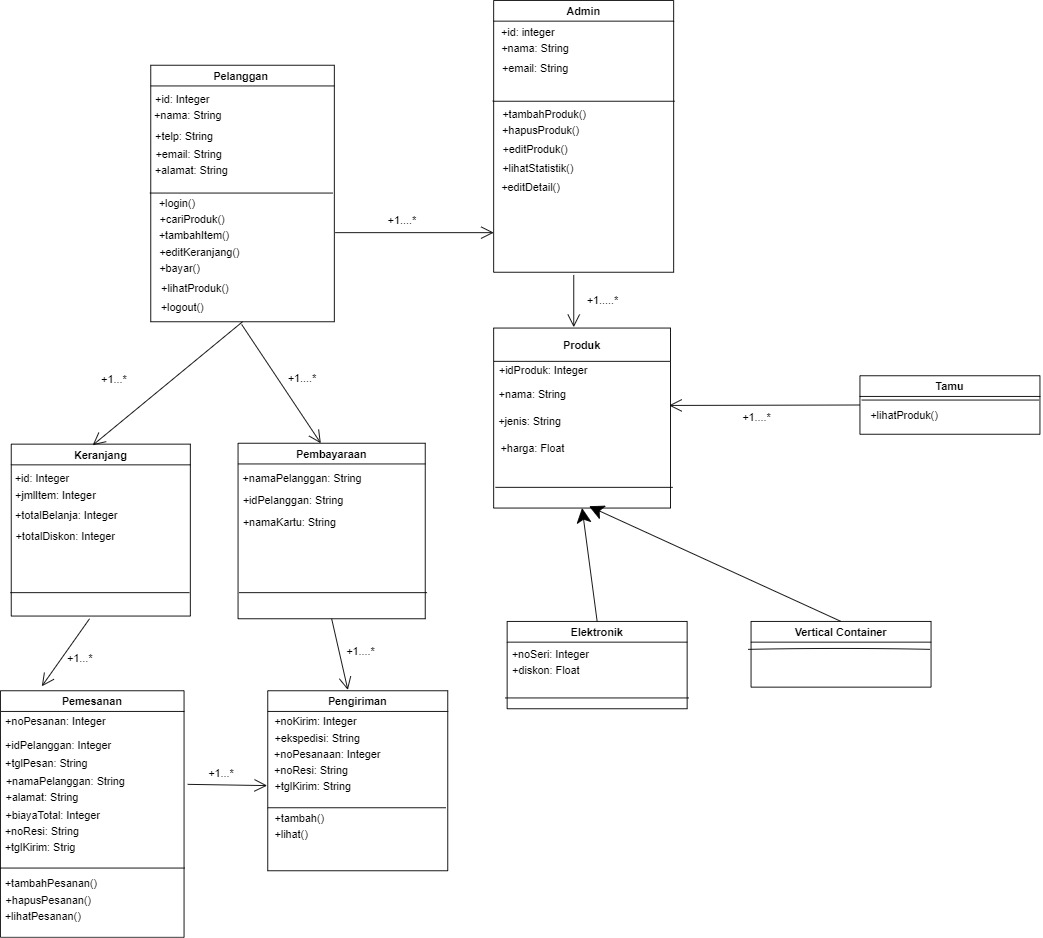 Admin
+id: integer
+nama: String
+email: String
+tambahProduk()
+hapusProduk()
+editProduk()
+lihatStatistik()
+editDetail()
Pelanggan
+id: Integer
+nama: String
+telp: String
+email: String
+alamat: String
+login()
+cariProduk()
+tambahItem()
+editKeranjang()
+bayar()
+lihatProduk()
+logout()
+1....*
+1.....*
Produk
+idProduk: Integer
+nama: String
+jenis: String
+harga: Float
+1....*
Tamu
+lihatProduk()
+1...*
+1....*
Keranjang
+id: Integer
+jmlItem: Integer
+totalBelanja: Integer
+totalDiskon: Integer
Pembayaraan
+namaPelanggan: String
+idPelanggan: String
+namaKartu: String
Elektronik
+noSeri: Integer
+diskon: Float
Vertical Container
+1...*
+1....*
Pemesanan
+noPesanan: Integer
+idPelanggan: Integer
+tglPesan: String
+namaPelanggan: String
+alamat: String
+biayaTotal: Integer
+noResi: String
+tglKirim: Strig
+tambahPesanan()
+hapusPesanan()
+lihatPesanan()
+1...*
Pengiriman
+noKirim: Integer
+ekspedisi: String
+noPesanaan: Integer
+noResi: String
+tglKirim: String
+tambah()
+lihat()